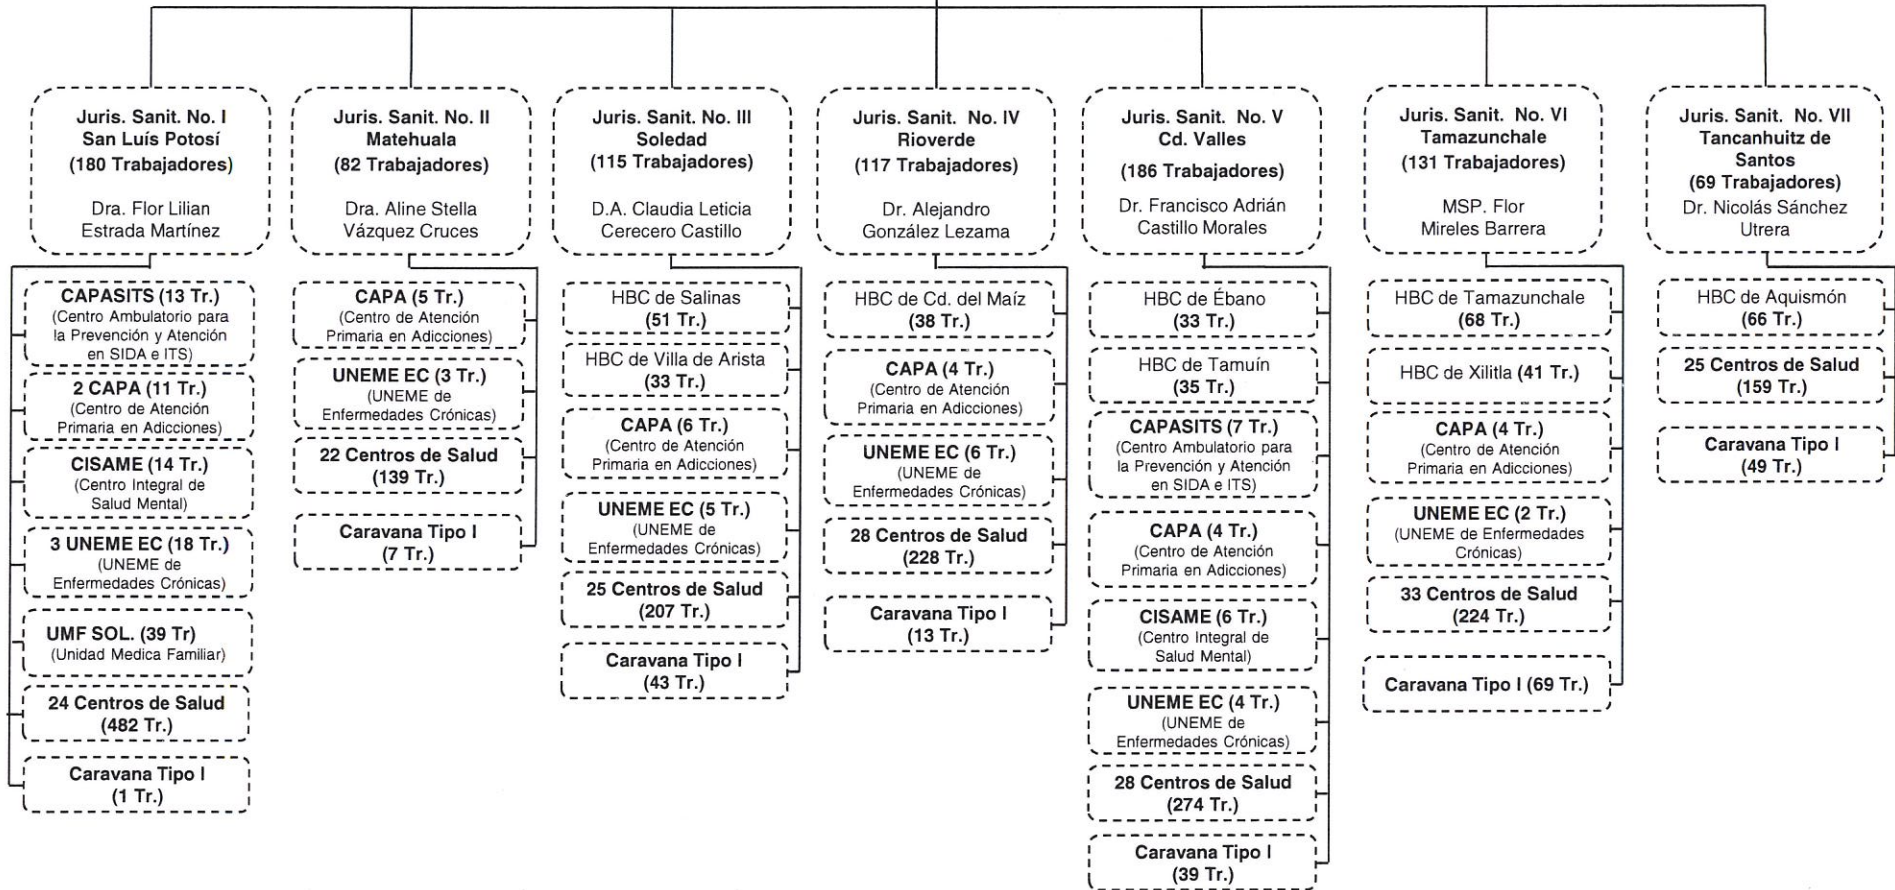 Juris. Sanit. No. I
San Luís Potosí
(180 Trabajadores)
Dra. Flor Lilian
Estrada Martínez
CAPASITS (13 Tr.)
(Centro Ambulatorio para
la Prevención y Atención
en SIDA e ITS)
2 CAPA (11 Tr.)
(Centro de Atención
Primaria en Adicciones)
CISAME (14 Tr.)
(Centro Integral de
Salud Mental)
3 UNEME EC (18 Tr.)
(UNEME de
Enfermedades Crónicas)
UMF SOL. (39 Tr)
(Unidad Medica Familiar)
24 Centros de Salud
(482 Tr.)
Caravana Tipo I
(1 Tr.)
Juris. Sanit. No. II
Matehuala
(82 Trabajadores)
Dra. Aline Stella
Vázquez Cruces
CAPA (5 Tr.)
(Centro de Atención
Primaria en Adicciones)
UNEME EC (3 Tr.)
(UNEME de
Enfermedades Crónicas)
22 Centros de Salud
(139 Tr.)
Caravana Tipo I
(7 Tr.)
Juris. Sanit. No. III
Soledad
(115 Trabajadores)
D.A. Claudia Leticia
Cerecero Castillo
HBC de Salinas
(51 Tr.)
HBC de Villa de Arista
(33 Tr.)
CAPA (6 Tr.)
(Centro de Atención
Primaria en Adicciones)
UNEME EC (5 Tr.)
(UNEME de
Enfermedades Crónicas)
25 Centros de Salud
(207 Tr.)
Caravana Tipo I
(43 Tr.)
Juris. Sanit. No. IV
Rioverde
(117 Trabajadores)
Dr. Alejandro
González Lezama
HBC de Cd. del Maíz
(38 Tr.)
CAPA (4 Tr.)
(Centro de Atención
Primaria en Adicciones)
UNEME EC (6 Tr.)
(UNEME de
Enfermedades Crónicas)
28 Centros de Salud
(228 Tr.)
Caravana Tipo I
(13 Tr.)
Juris. Sanit. No. V
Cd. Valles
(186 Trabajadores)
Dr. Francisco Adrián
Castillo Morales
HBC de Ébano
(33 Tr.)
HBC de Tamuín
(35 Tr.)
CAPASITS (7 Tr.)
(Centro Ambulatorio para
la Prevención y Atención
en SIDA e ITS)
CAPA (4 Tr.)
(Centro de Atención
Primaria en Adicciones)
CISAME (6 Tr.)
(Centro Integral de
Salud Mental)
UNEME EC (4 Tr.)
(UNEME de
Enfermedades Crónicas)
28 Centros de Salud
(274 Tr.)
Caravana Tipo I
(39 Tr.)
Juris. Sanit. No. VI
Tamazunchale
(131 Trabajadores)
MSP. Flor
Mireles Barrera
HBC de Tamazunchale
(68 Tr.)
HBC de Xilitla (41 Tr.)
CAPA (4 Tr.)
(Centro de Atención
Primaria en Adicciones)
UNEME EC (2 Tr.)
(UNEME de Enfermedades
Crónicas)
33 Centros de Salud
(224 Tr.)
Caravana Tipo I (69 Tr.)
Juris. Sanit. No. VII
Tancanhuitz de
Santos
(69 Trabajadores)
Dr. Nicolás Sánchez
Utrera
HBC de Aquismón
(66 Tr.)
25 Centros de Salud
(159 Tr.)
Caravana Tipo I
(49 Tr.)